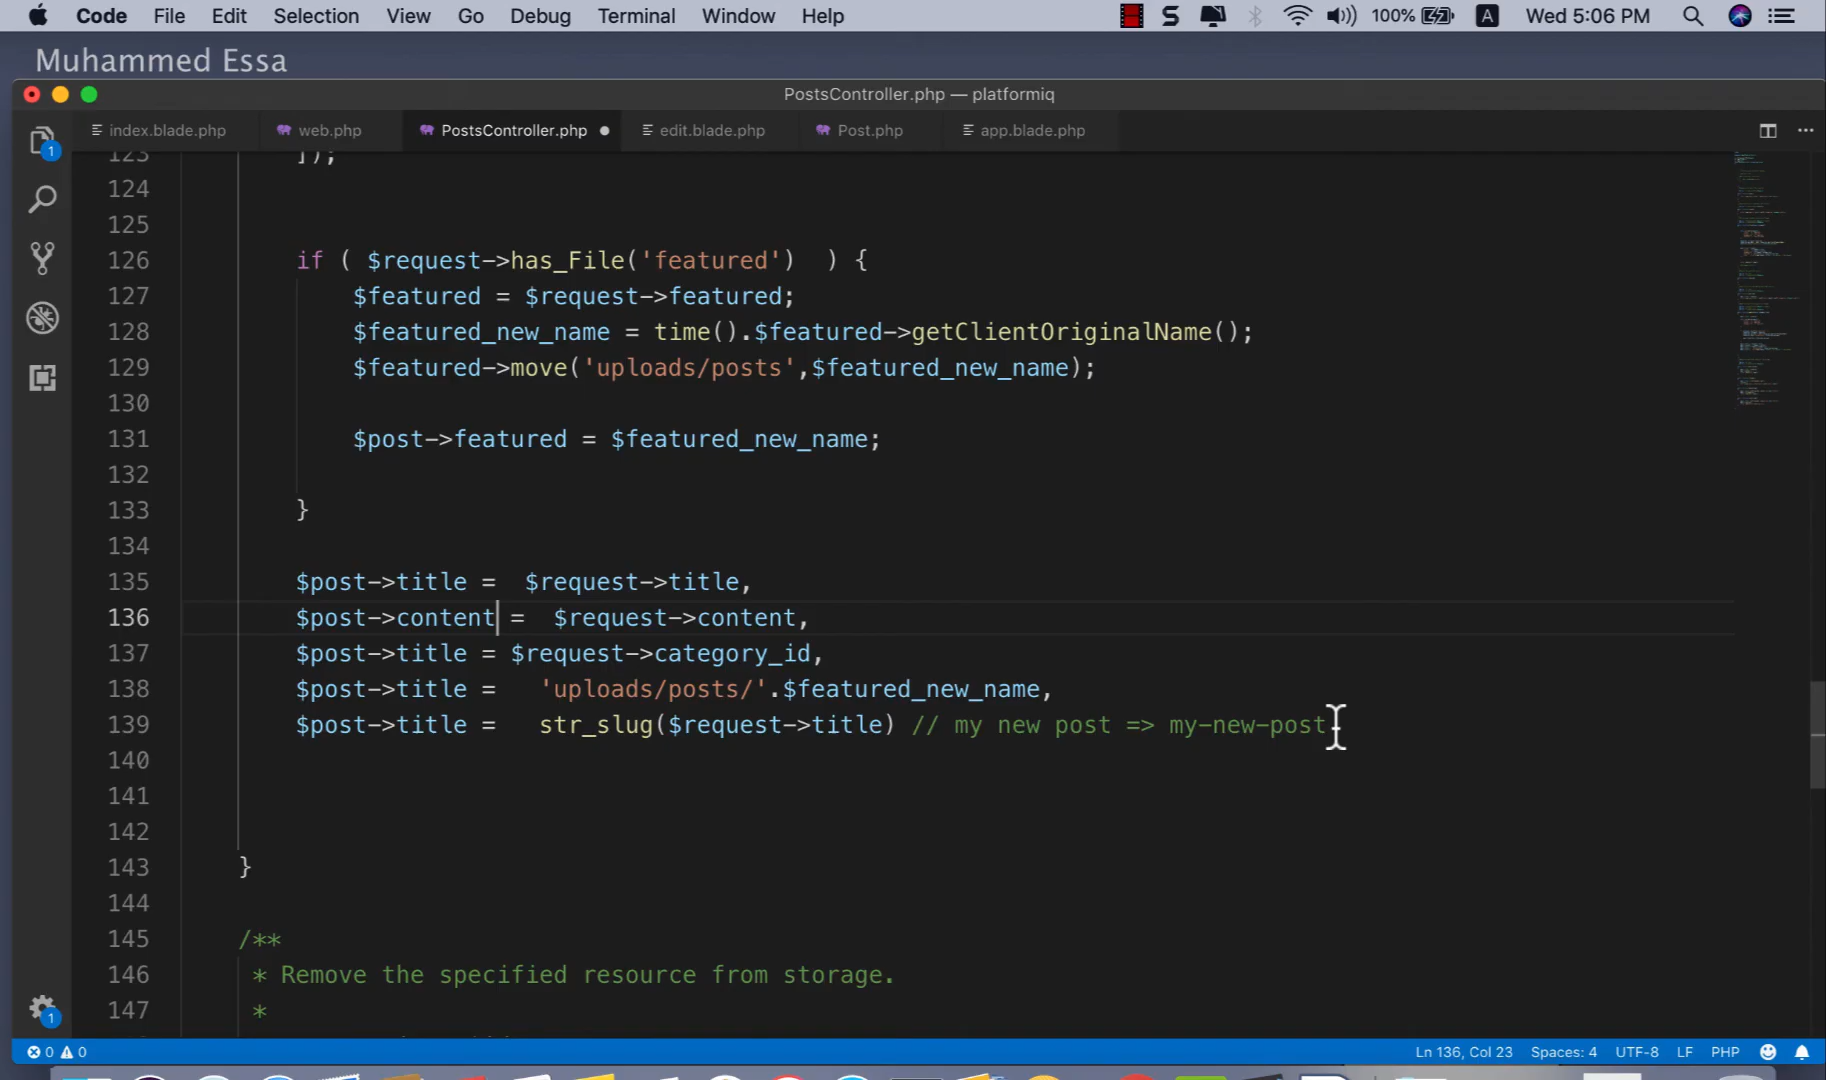 Code File Edit Selection View Go Debug Terminal Window Help 100% A Wed 5:06 PM
Muhammed Essa
PostsController.php — platformiq
index.blade.php web.php PostsController.php edit.blade.php Post.php app.blade.php
1
123 ]);
124
125
126 if ( $request->has_File('featured')  ) {
127 $featured = $request->featured;
128 $featured_new_name = time().$featured->getClientOriginalName();
129 $featured->move('uploads/posts',$featured_new_name);
130
131 $post->featured = $featured_new_name;
132
133 }
134
135 $post->title =  $request->title,
136 $post->content =  $request->content,
137 $post->title = $request->category_id,
138 $post->title =   'uploads/posts/'.$featured_new_name,
139 $post->title =   str_slug($request->title) // my new post => my-new-post
140
141
142
143 }
144
145 /**
146 * Remove the specified resource from storage.
147 *
1
0 0 Ln 136, Col 23 Spaces: 4 UTF-8 LF PHP